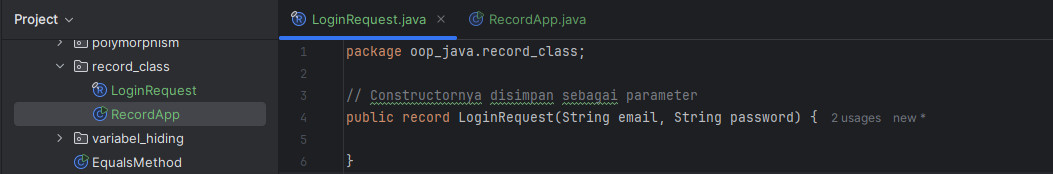 Project
LoginRequest.java
RecordApp.java
polymorphism
record_class
LoginRequest
RecordApp
variabel_hiding
EqualsMethod
1 package oop_java.record_class;
2
3 // Constructornya disimpan sebagai parameter
4 public record LoginRequest(String email, String password) { 2 usages new *
5
6 }